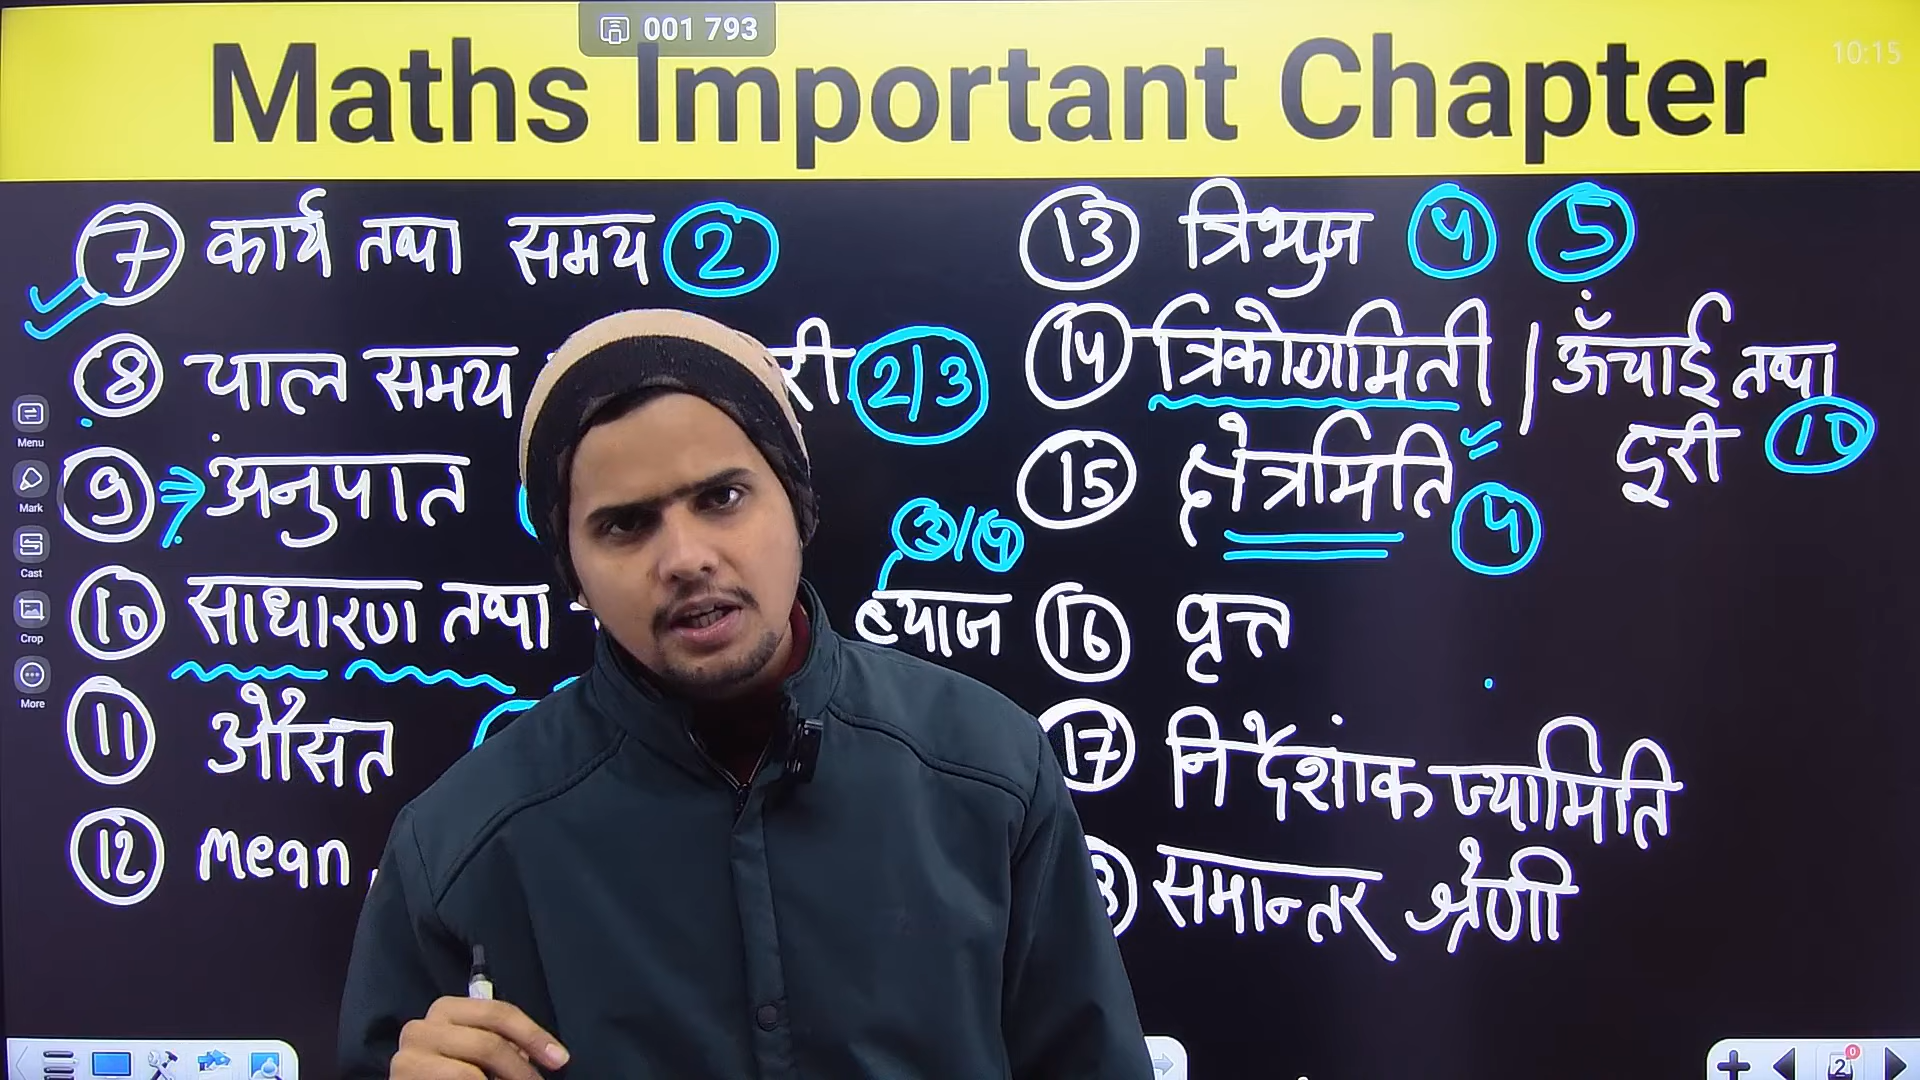 001 793
10:15
Maths Important Chapter
7 कार्य तथा समय 2
8 चाल समय री 2/3
9 अनुपात
10 साधारण तथा ब्याज 3/4
11 औसत
12 mean
13 त्रिभुज 4 5
14 त्रिकोणमिती / ऊँचाई तथा
दूरी 10
15 क्षेत्रमिति 4
16 वृत्त
17 निर्देशांक ज्यामिति
समान्तर श्रेणी
Menu
Mark
Cast
Crop
More
2
0